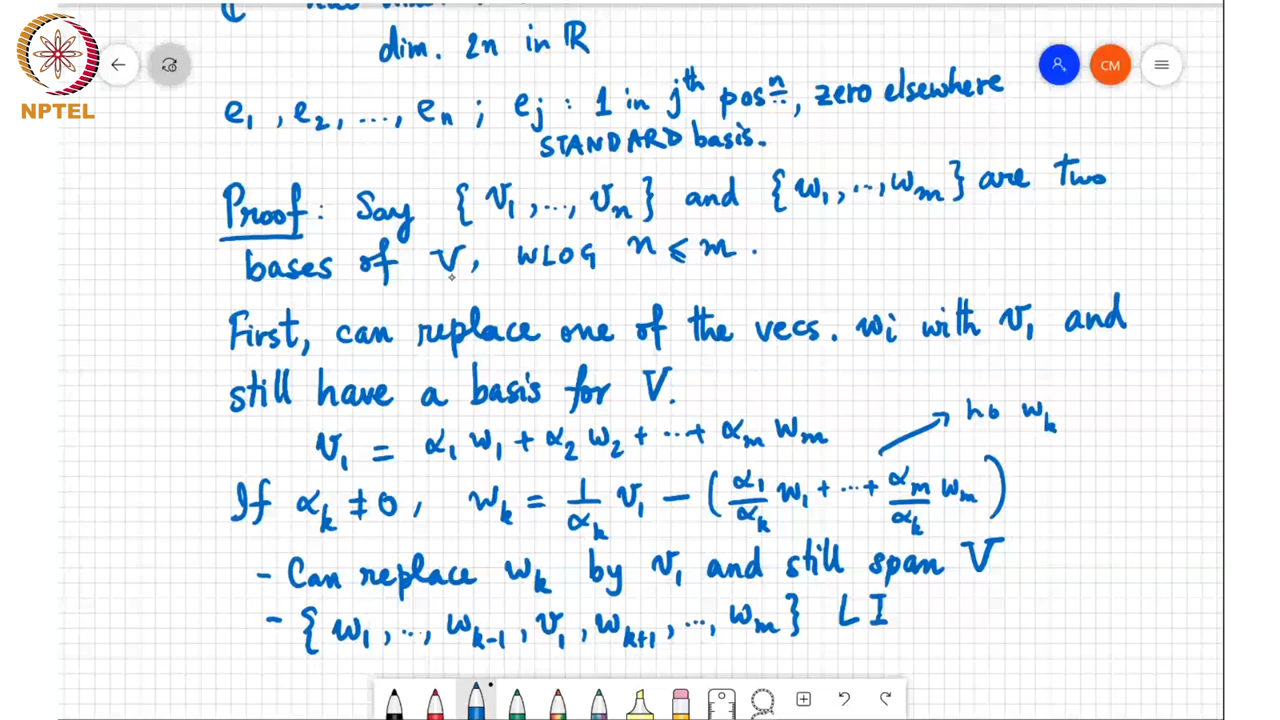 NPTEL
dim. 2n in ℝ
e₁, e₂, ..., eₙ ; eⱼ : 1 in jᵗʰ posⁿ, zero elsewhere
STANDARD basis.
Proof : Say {v₁, ..., vₙ} and {w₁, ..., wₘ} are two
bases of V, WLOG n ≤ m.
First, can replace one of the vecs. wᵢ with v₁ and
still have a basis for V.
no wₖ
v₁ = α₁w₁ + α₂w₂ + ... + αₘwₘ
If αₖ ≠ 0, wₖ = 1/αₖ v₁ − (α₁/αₖ w₁ + ... + αₘ/αₖ wₘ)
- Can replace wₖ by v₁ and still span V
- {w₁, ..., wₖ₋₁, v₁, wₖ₊₁, ..., wₘ} LI
CM